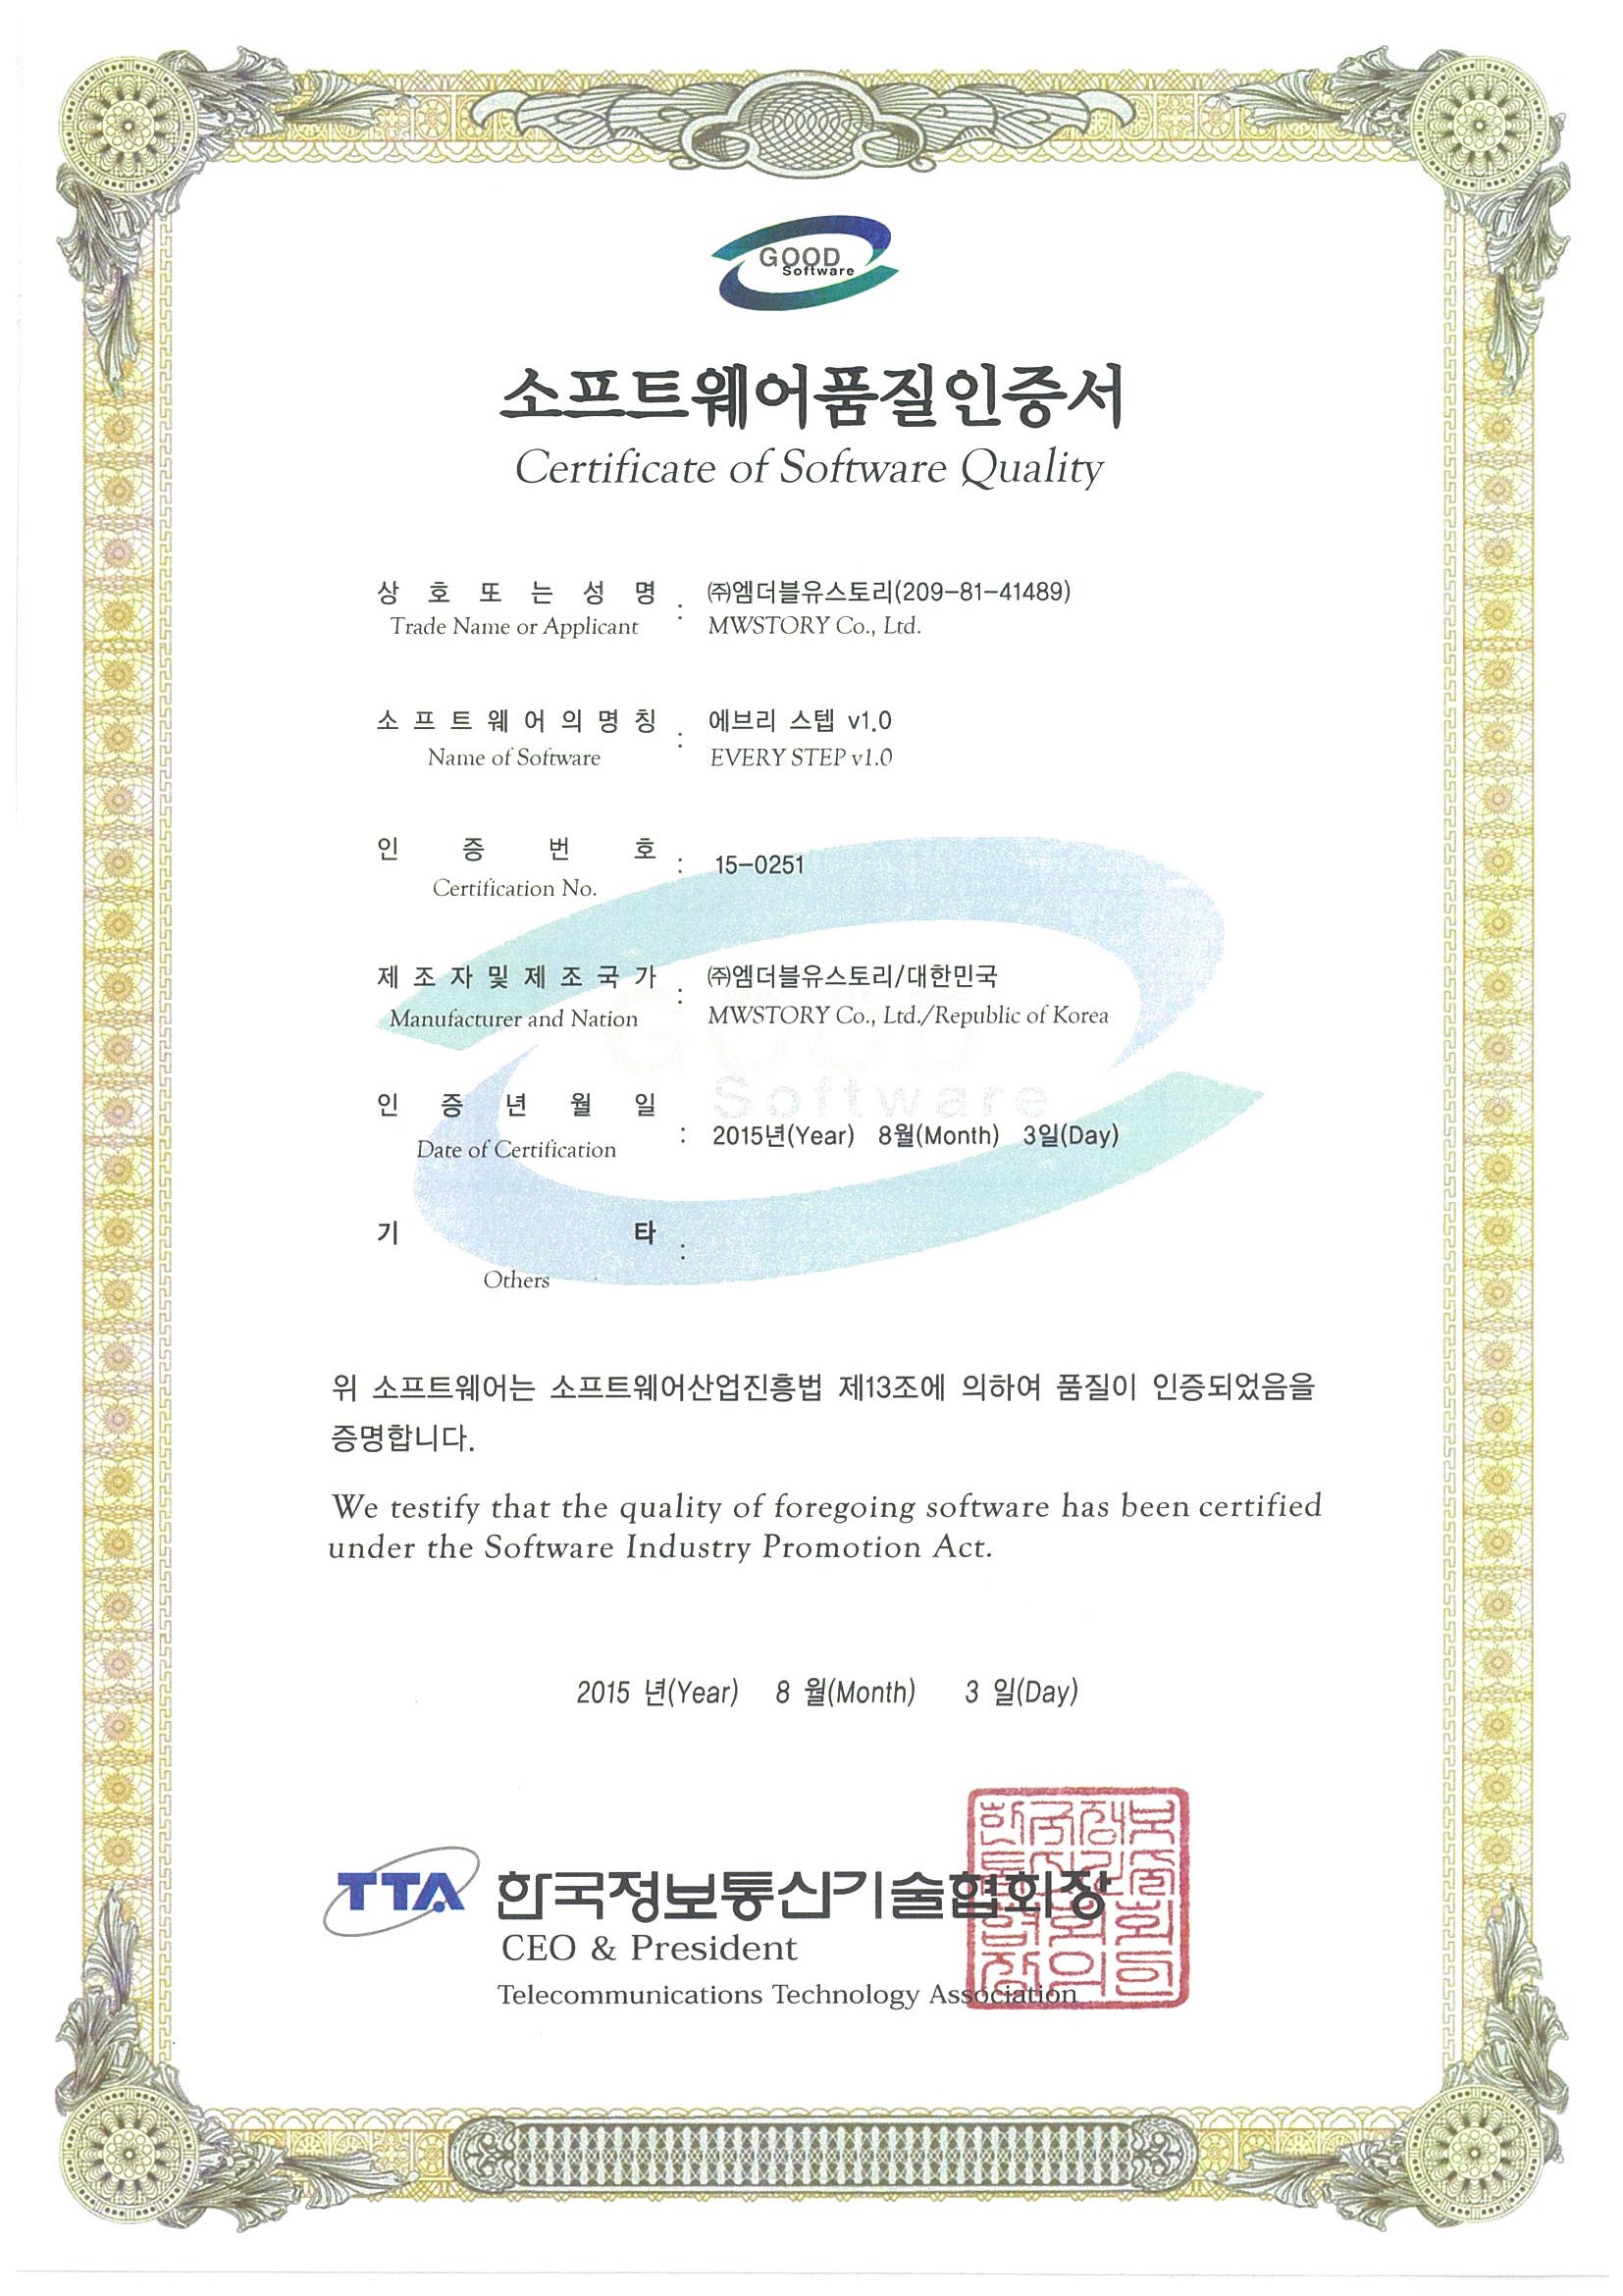 GOOD
Software
소프트웨어품질인증서
Certificate of Software Quality
상 호 또 는 성 명 : ㈜엠더블유스토리(209-81-41489)
Trade Name or Applicant MWSTORY Co., Ltd.
소 프 트 웨 어 의 명 칭 : 에브리 스텝 v1.0
Name of Software EVERY STEP v1.0
인 증 번 호 : 15-0251
Certification No.
제 조 자 및 제 조 국 가 : ㈜엠더블유스토리/대한민국
Manufacturer and Nation MWSTORY Co., Ltd./Republic of Korea
GOOD
Software
인 증 년 월 일 : 2015년(Year) 8월(Month) 3일(Day)
Date of Certification
기 타 :
Others
위 소프트웨어는 소프트웨어산업진흥법 제13조에 의하여 품질이 인증되었음을
증명합니다.
We testify that the quality of foregoing software has been certified
under the Software Industry Promotion Act.
2015 년(Year) 8 월(Month) 3 일(Day)
TTA 한국정보통신기술협회장
CEO & President
Telecommunications Technology Association